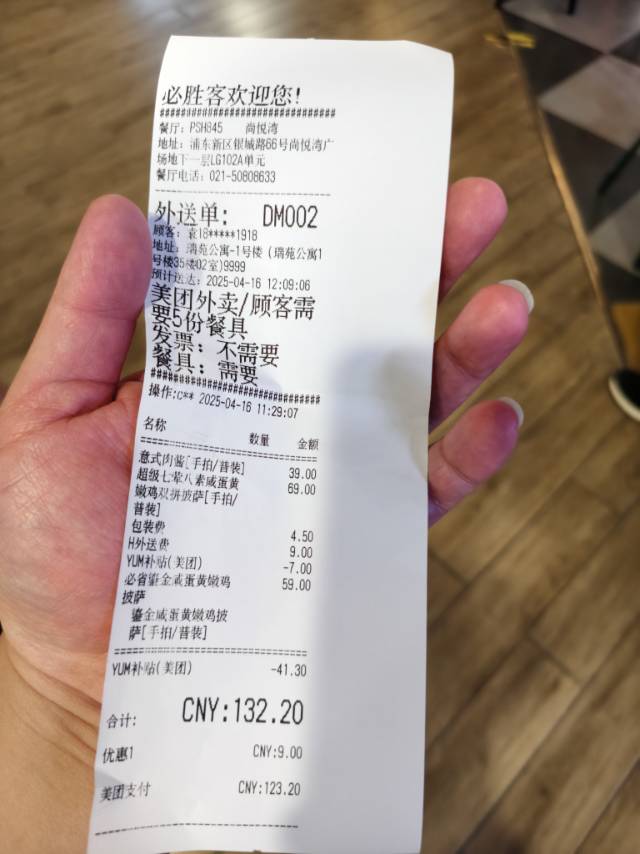 必胜客欢迎您!
####################################
餐厅: PSH845 尚悦湾
地址: 浦东新区银城路66号尚悦湾广
场地下一层LG102A单元
餐厅电话: 021-50808633
外送单: DM002
顾客: 袁18*****1918
地址: 瑞苑公寓-1号楼 (瑞苑公寓1
号楼35楼02室)9999
预计送达: 2025-04-16 12:09:06
美团外卖/顾客需
要5份餐具
发票: 不需要
餐具: 需要
####################################
操作:c** 2025-04-16 11:29:07
名称 数量 金额
意式肉酱[手拍/普装] 39.00
超级七荤八素咸蛋黄 69.00
嫩鸡双拼披萨[手拍/
普装]
包装费 4.50
H外送费 9.00
YUM补贴(美团) -7.00
必省鎏金咸蛋黄嫩鸡 59.00
披萨
鎏金咸蛋黄嫩鸡披
萨[手拍/普装]
YUM补贴(美团) -41.30
合计: CNY:132.20
优惠1 CNY:9.00
美团支付 CNY:123.20